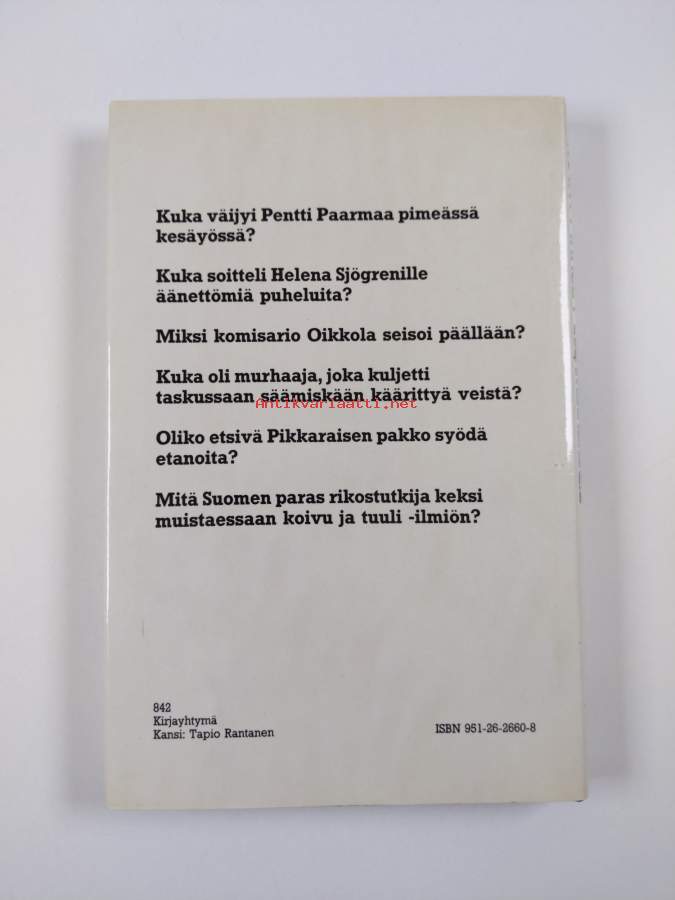 Kuka väijyi Pentti Paarmaa pimeässä
kesäyössä?
Kuka soitteli Helena Sjögrenille
äänettömiä puheluita?
Miksi komisario Oikkola seisoi päällään?
Kuka oli murhaaja, joka kuljetti
taskussaan säämiskään käärittyä veistä?
Antikvariaatti.net
Oliko etsivä Pikkaraisen pakko syödä
etanoita?
Mitä Suomen paras rikostutkija keksi
muistaessaan koivu ja tuuli -ilmiön?
842
Kirjayhtymä
Kansi: Tapio Rantanen
ISBN 951-26-2660-8